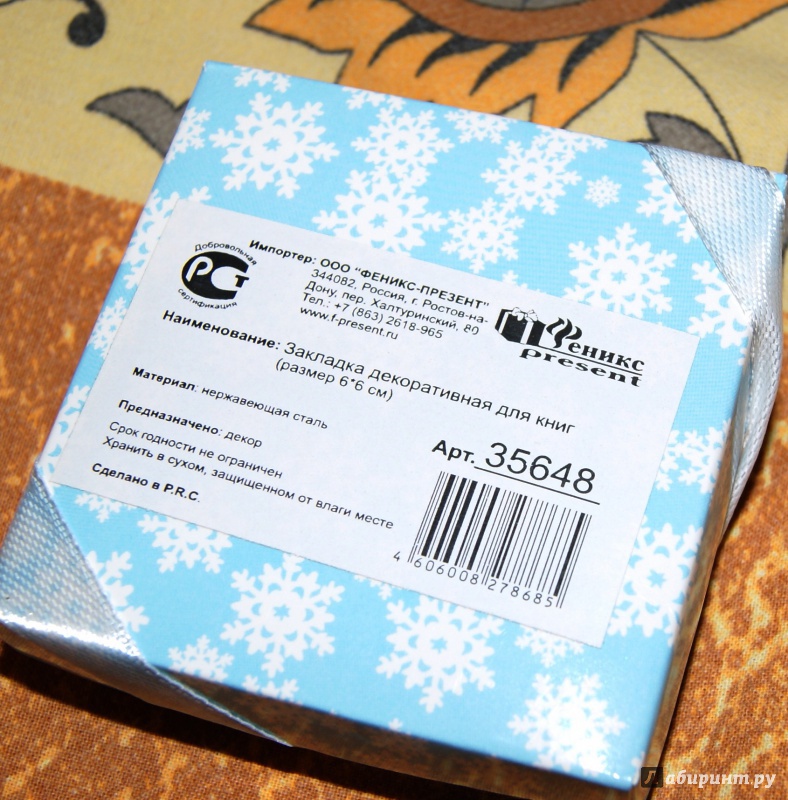 Добровольная
РСТ
сертификация
Импортер: ООО "ФЕНИКС-ПРЕЗЕНТ"
344082, Россия, г. Ростов-на-
Дону, пер. Халтуринский, 80
Тел.: +7 (863) 2618-965
www.f-present.ru
Феникс
present
Наименование: Закладка декоративная для книг
(размер 6*6 см)
Материал: нержавеющая сталь
Предназначено: декор
Срок годности не ограничен
Хранить в сухом, защищенном от влаги месте
Сделано в P.R.C.
Арт. 35648
4 606008 278685
Лабиринт.ру